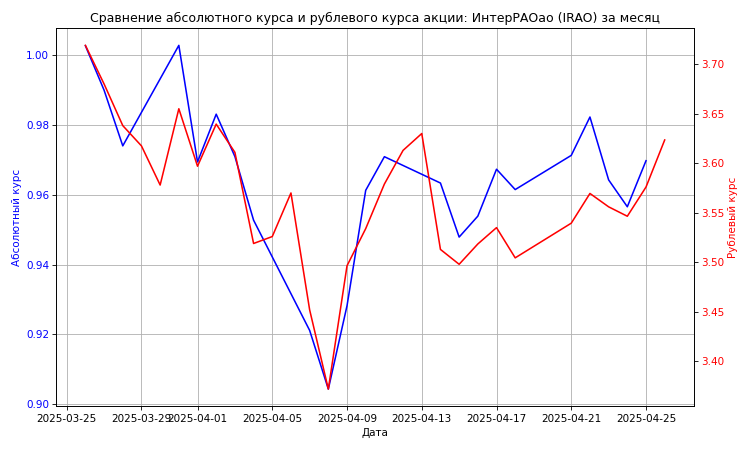 Сравнение абсолютного курса и рублевого курса акции: ИнтерРАОао (IRAO) за месяц
1.00
0.98
0.96
0.94
0.92
0.90
Абсолютный курс
3.70
3.65
3.60
3.55
3.50
3.45
3.40
Рублевый курс
2025-03-25 2025-03-29 2025-04-01 2025-04-05 2025-04-09 2025-04-13 2025-04-17 2025-04-21 2025-04-25
Дата